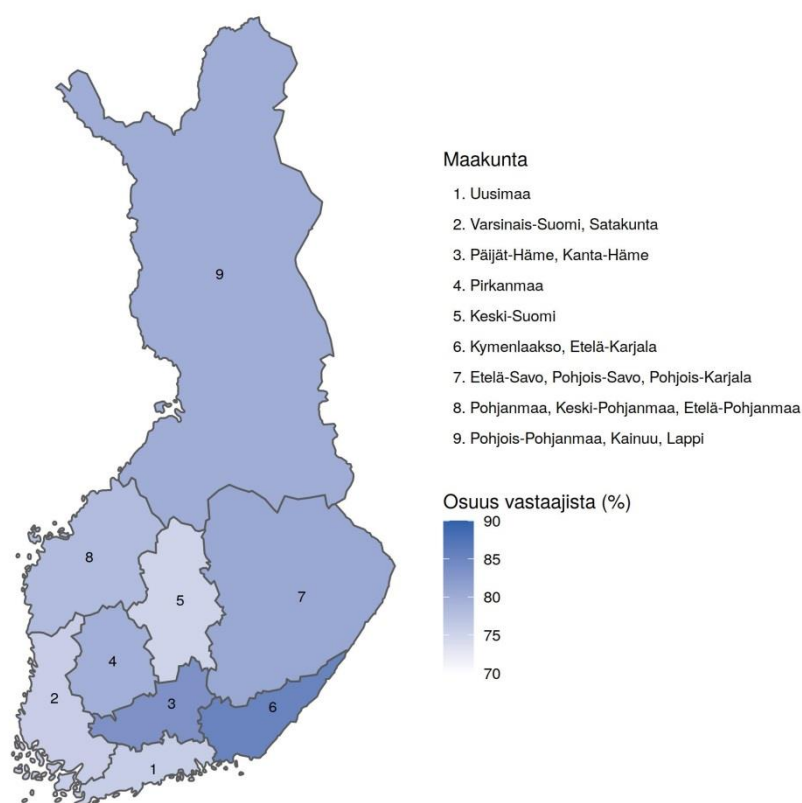 Maakunta
1. Uusimaa
2. Varsinais-Suomi, Satakunta
3. Päijät-Häme, Kanta-Häme
4. Pirkanmaa
5. Keski-Suomi
6. Kymenlaakso, Etelä-Karjala
7. Etelä-Savo, Pohjois-Savo, Pohjois-Karjala
8. Pohjanmaa, Keski-Pohjanmaa, Etelä-Pohjanmaa
9. Pohjois-Pohjanmaa, Kainuu, Lappi
Osuus vastaajista (%)
90
85
80
75
70
9
8
5
7
4
2
3
6
1